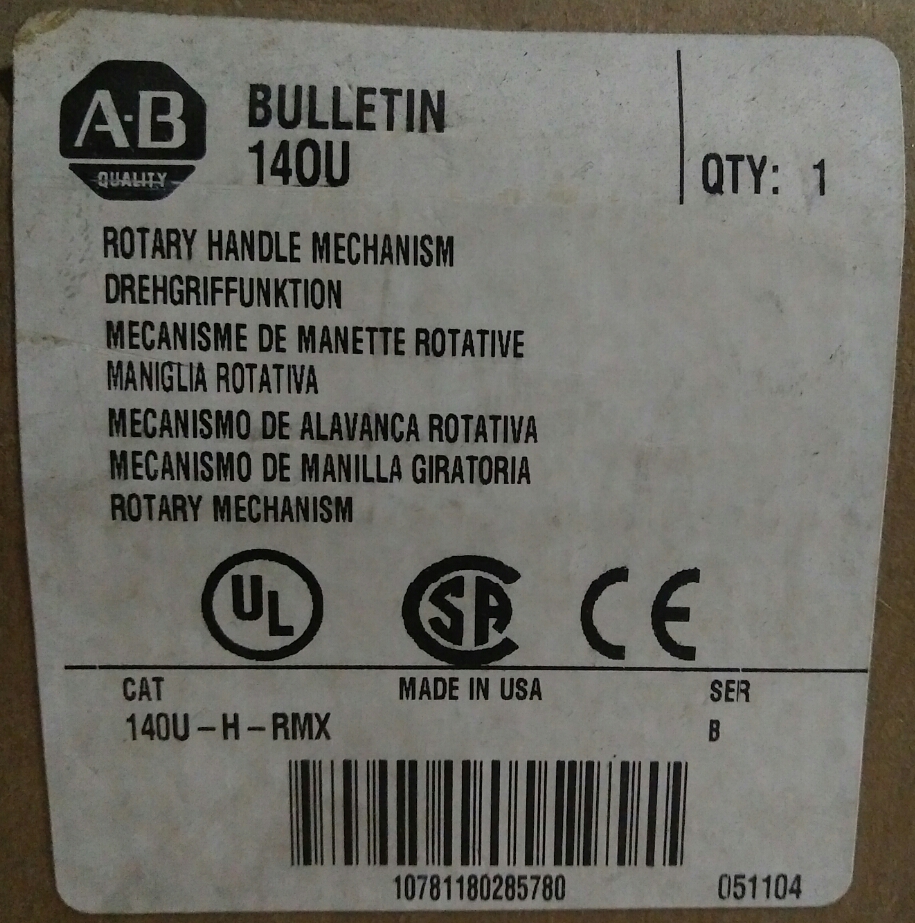 A-B
QUALITY
BULLETIN
140U
QTY: 1
ROTARY HANDLE MECHANISM
DREHGRIFFUNKTION
MECANISME DE MANETTE ROTATIVE
MANIGLIA ROTATIVA
MECANISMO DE ALAVANCA ROTATIVA
MECANISMO DE MANILLA GIRATORIA
ROTARY MECHANISM
UL SA CE
CAT MADE IN USA SER
140U-H-RMX B
10781180285780 051104